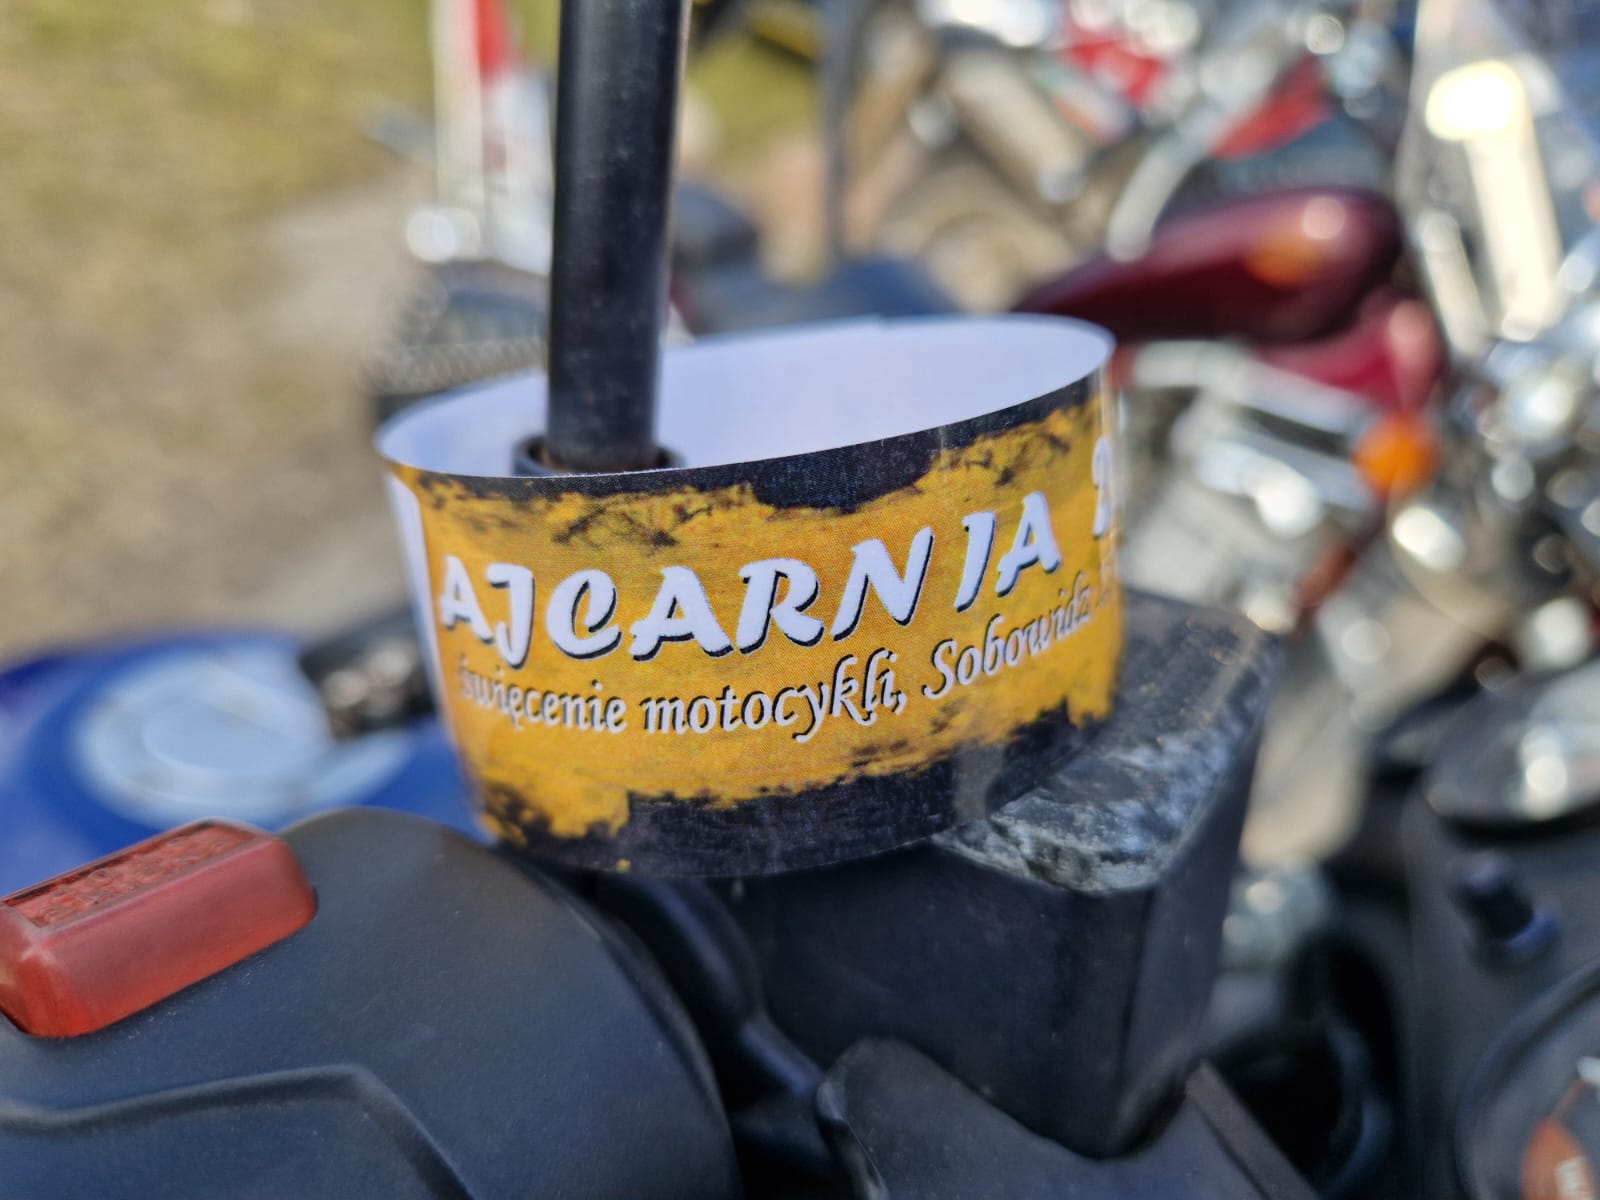 AJCARNIA
święcenie motocykli, Sobowidz